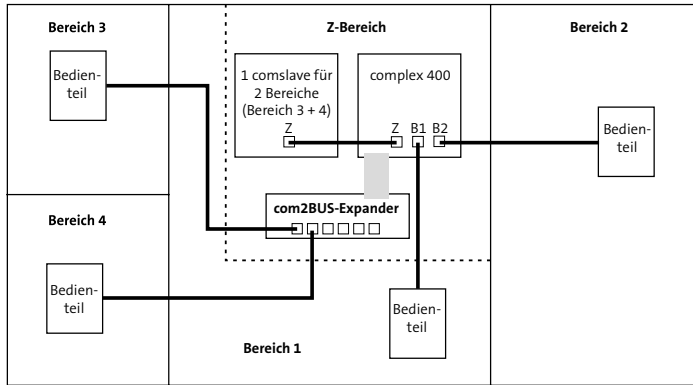 Bereich 3
Z-Bereich
Bereich 2
Bedien-
teil
1 comslave für
2 Bereiche
(Bereich 3 + 4)
Z
complex 400
Z B1 B2
Bedien-
teil
com2BUS-Expander
Bereich 4
Bedien-
teil
Bedien-
teil
Bereich 1